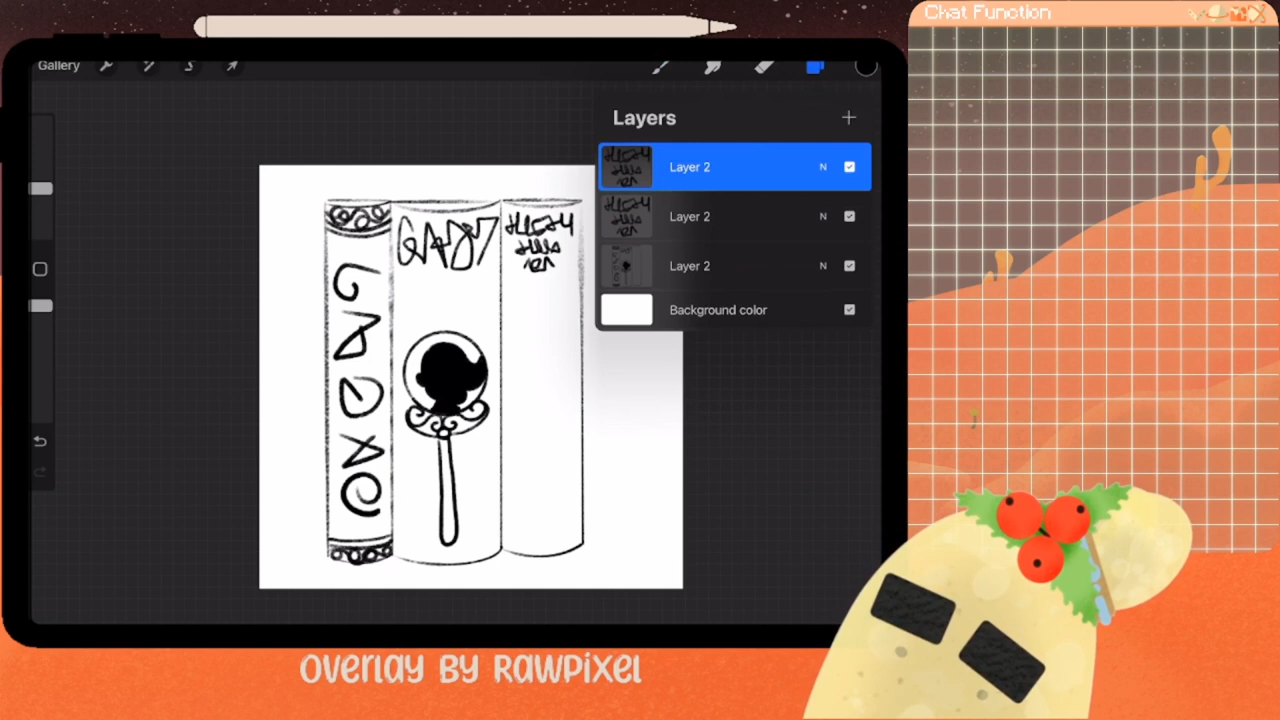 Chat Function
Gallery
Layers
Layer 2 N
Layer 2 N
Layer 2 N
Background color
OVERLAY BY RAWPIXEL